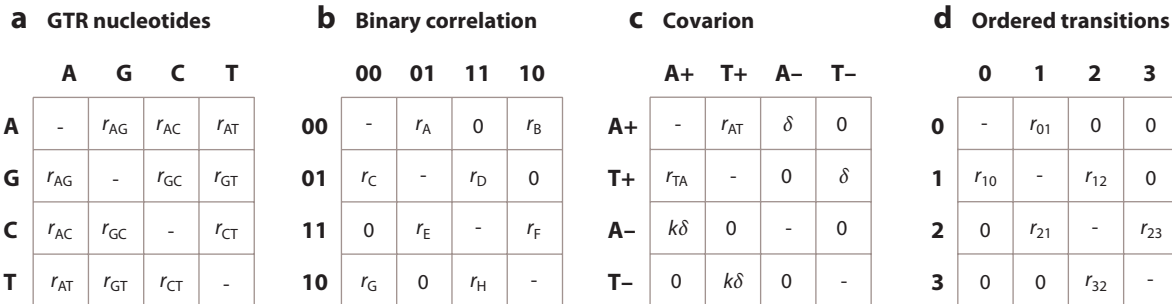 a GTR nucleotides b Binary correlation c Covarion d Ordered transitions
A G C T 00 01 11 10 A+ T+ A– T– 0 1 2 3
A - rAG rAC rAT 00 - rA 0 rB A+ - rAT δ 0 0 - r01 0 0
G rAG - rGC rGT 01 rC - rD 0 T+ rTA - 0 δ 1 r10 - r12 0
C rAC rGC - rCT 11 0 rE - rF A– kδ 0 - 0 2 0 r21 - r23
T rAT rGT rCT - 10 rG 0 rH - T– 0 kδ 0 - 3 0 0 r32 -